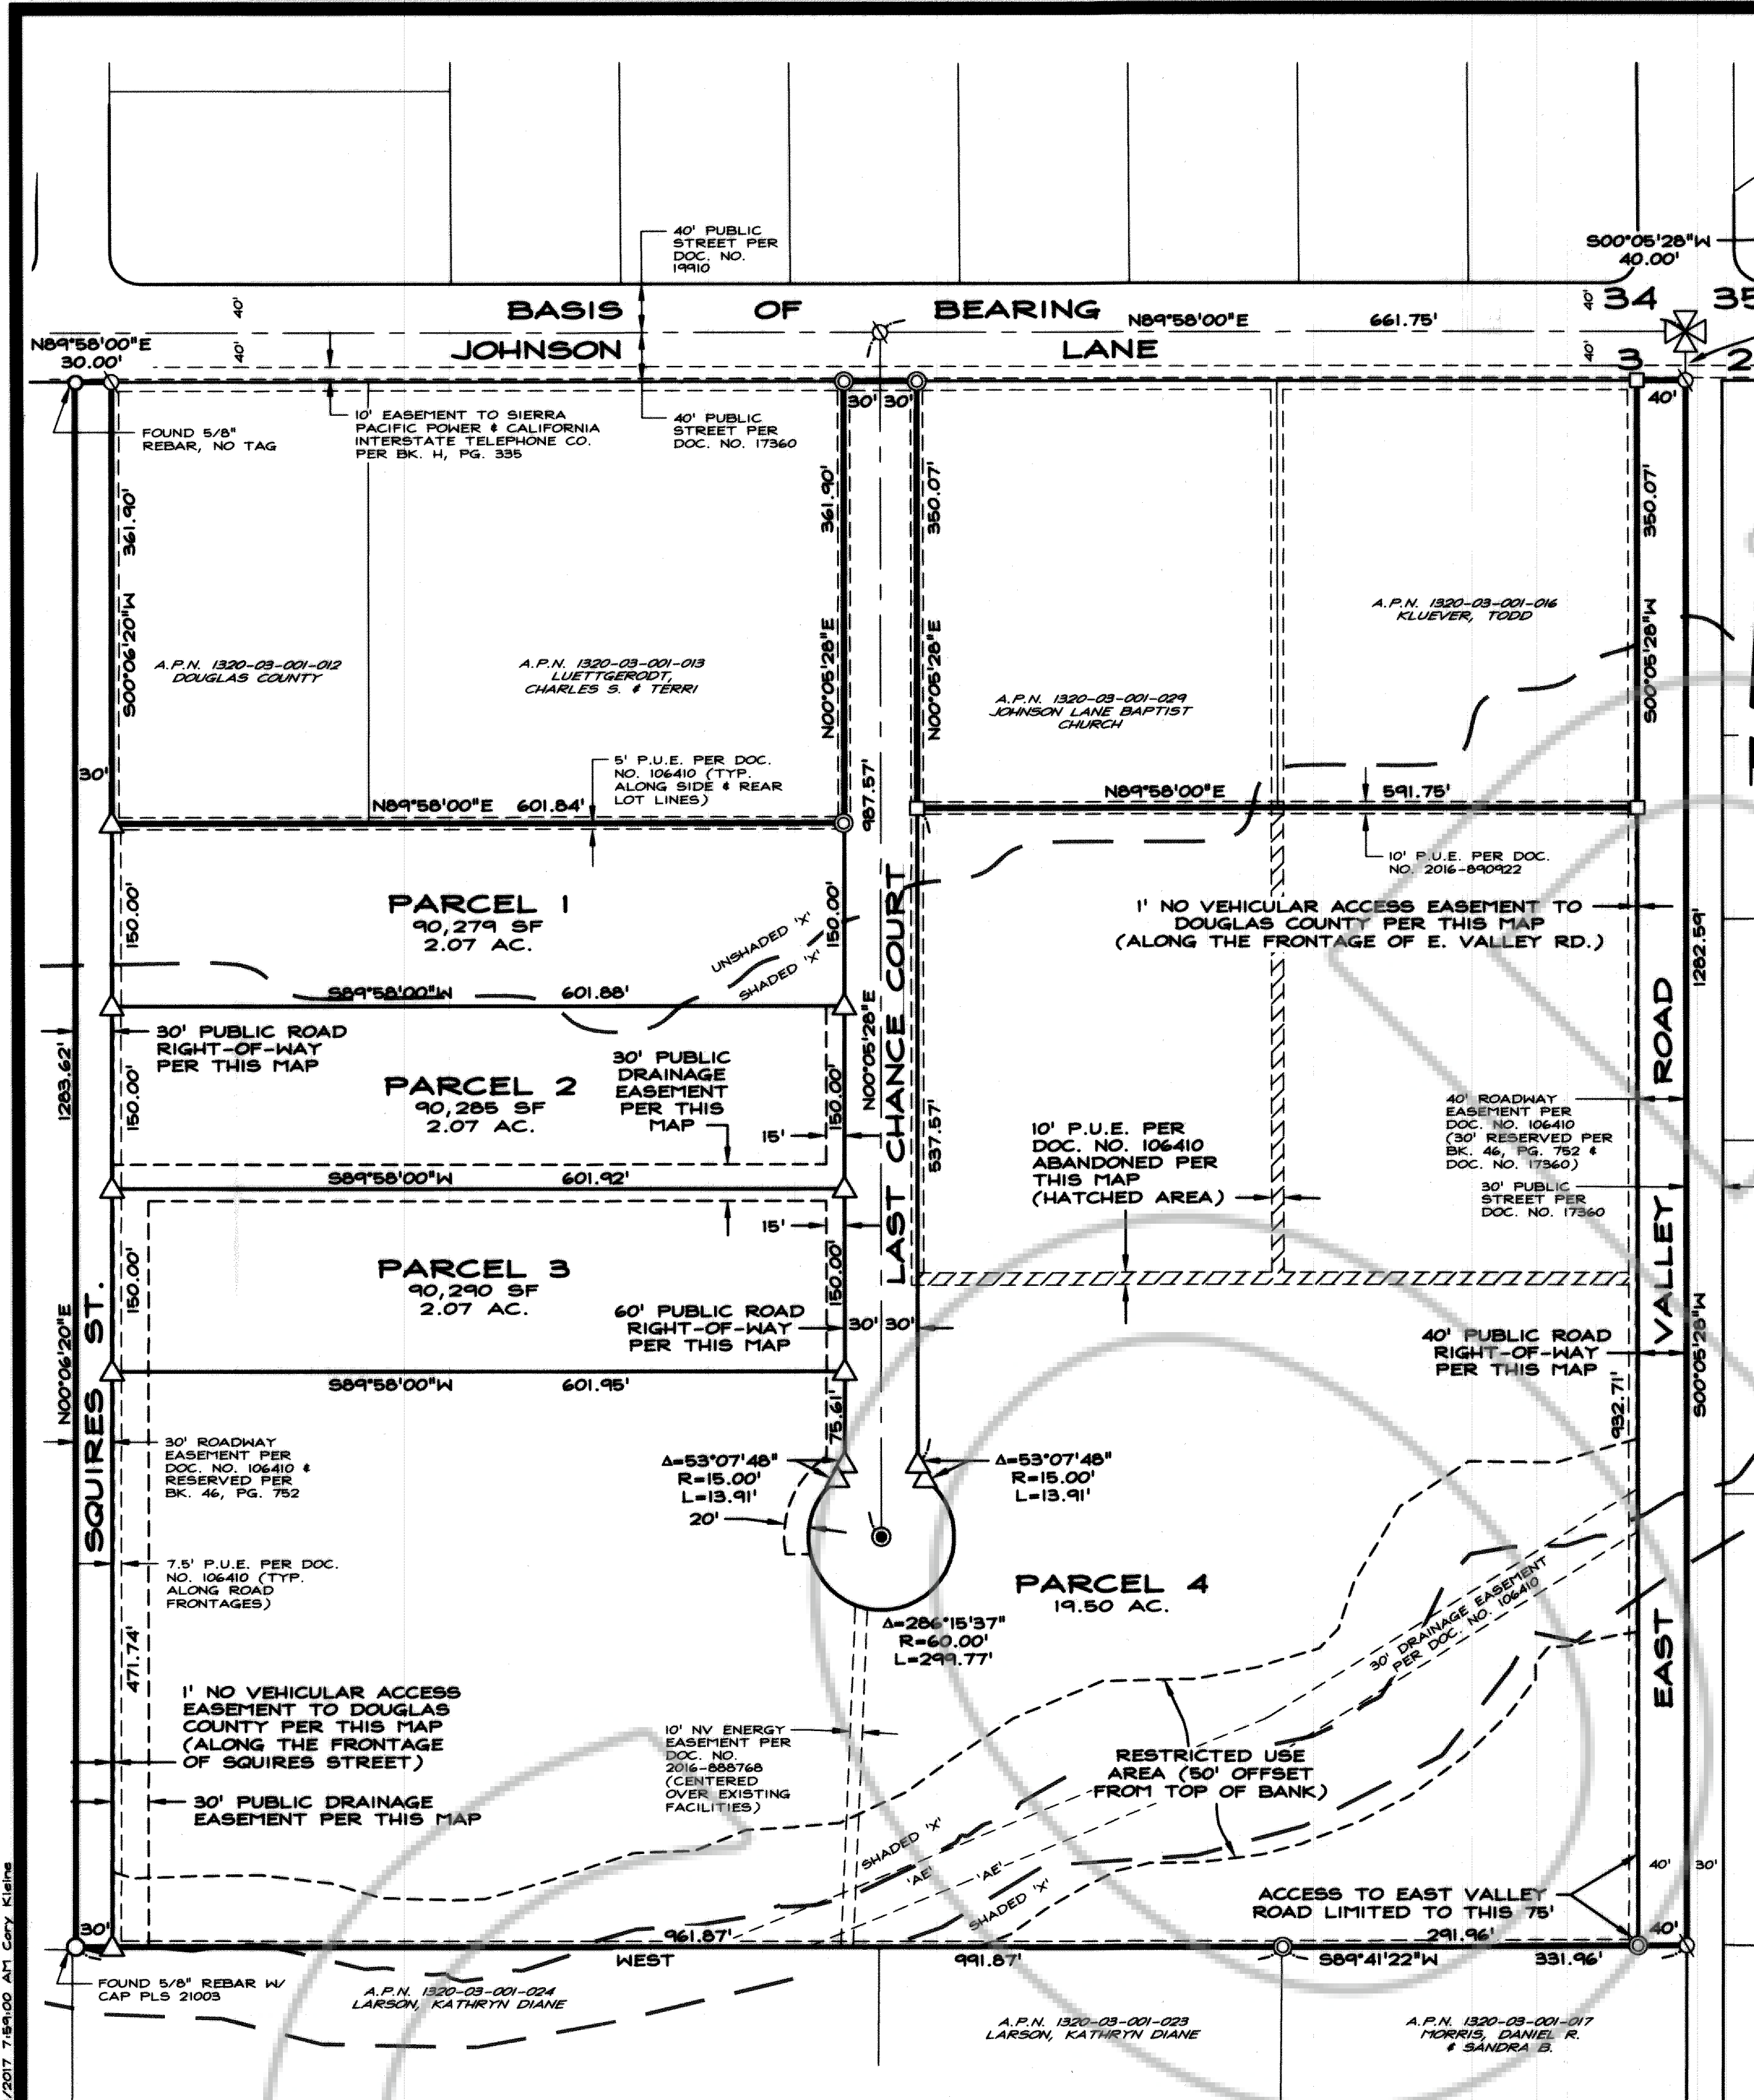 40' PUBLIC
STREET PER
DOC. NO.
19910
S00°05'28"W
40.00'
40'
BASIS OF BEARING
N89°58'00"E
661.75'
40'
34
35
N89°58'00"E
30.00'
40'
JOHNSON LANE
40'
3
2
FOUND 5/8"
REBAR, NO TAG
10' EASEMENT TO SIERRA
PACIFIC POWER & CALIFORNIA
INTERSTATE TELEPHONE CO.
PER BK. H, PG. 335
40' PUBLIC
STREET PER
DOC. NO. 17360
30' 30'
40'
361.90'
S00°06'20"W
361.90'
N00°05'28"E
350.07'
N00°05'28"E
350.07'
S00°05'28"W
A.P.N. 1320-03-001-012
DOUGLAS COUNTY
A.P.N. 1320-03-001-013
LUETTGERODT,
CHARLES S. & TERRI
A.P.N. 1320-03-001-029
JOHNSON LANE BAPTIST
CHURCH
A.P.N. 1320-03-001-016
KLUEVER, TODD
30'
5' P.U.E. PER DOC.
NO. 106410 (TYP.
ALONG SIDE & REAR
LOT LINES)
N89°58'00"E 601.84'
987.57'
N89°58'00"E
591.75'
10' P.U.E. PER DOC.
NO. 2016-890922
PARCEL 1
90,279 SF
2.07 AC.
150.00'
150.00'
UNSHADED 'X'
SHADED 'X'
1' NO VEHICULAR ACCESS EASEMENT TO
DOUGLAS COUNTY PER THIS MAP
(ALONG THE FRONTAGE OF E. VALLEY RD.)
1282.59'
S89°58'00"W
601.88'
30' PUBLIC ROAD
RIGHT-OF-WAY
PER THIS MAP
1283.62'
150.00'
PARCEL 2
90,285 SF
2.07 AC.
30' PUBLIC
DRAINAGE
EASEMENT
PER THIS
MAP
15'
150.00'
N00°05'28"E
LAST CHANCE COURT
537.57'
10' P.U.E. PER
DOC. NO. 106410
ABANDONED PER
THIS MAP
(HATCHED AREA)
40' ROADWAY
EASEMENT PER
DOC. NO. 106410
(30' RESERVED PER
BK. 46, PG. 752 &
DOC. NO. 17360)
30' PUBLIC
STREET PER
DOC. NO. 17360
S89°58'00"W
601.92'
15'
PARCEL 3
90,290 SF
2.07 AC.
150.00'
150.00'
60' PUBLIC ROAD
RIGHT-OF-WAY
PER THIS MAP
30' 30'
40' PUBLIC ROAD
RIGHT-OF-WAY
PER THIS MAP
EAST VALLEY ROAD
S00°05'28"W
932.71'
N00°06'20"E
SQUIRES ST.
S89°58'00"W
601.95'
75.61'
30' ROADWAY
EASEMENT PER
DOC. NO. 106410 &
RESERVED PER
BK. 46, PG. 752
Δ=53°07'48"
R=15.00'
L=13.91'
20'
Δ=53°07'48"
R=15.00'
L=13.91'
7.5' P.U.E. PER DOC.
NO. 106410 (TYP.
ALONG ROAD
FRONTAGES)
PARCEL 4
19.50 AC.
Δ=286°15'37"
R=60.00'
L=299.77'
30' DRAINAGE EASEMENT
PER DOC. NO. 106410
471.74'
1' NO VEHICULAR ACCESS
EASEMENT TO DOUGLAS
COUNTY PER THIS MAP
(ALONG THE FRONTAGE
OF SQUIRES STREET)
10' NV ENERGY
EASEMENT PER
DOC. NO.
2016-888768
(CENTERED
OVER EXISTING
FACILITIES)
RESTRICTED USE
AREA (50' OFFSET
FROM TOP OF BANK)
30' PUBLIC DRAINAGE
EASEMENT PER THIS MAP
SHADED 'X'
'AE'
'AE'
SHADED 'X'
40' 30'
ACCESS TO EAST VALLEY
ROAD LIMITED TO THIS 75'
30'
961.87'
291.96'
40'
WEST
991.87'
S89°41'22"W
331.96'
FOUND 5/8" REBAR W/
CAP PLS 21003
A.P.N. 1320-03-001-024
LARSON, KATHRYN DIANE
A.P.N. 1320-03-001-023
LARSON, KATHRYN DIANE
A.P.N. 1320-03-001-017
MORRIS, DANIEL R.
& SANDRA B.
/2017 7:59:00 AM Cory Kleine